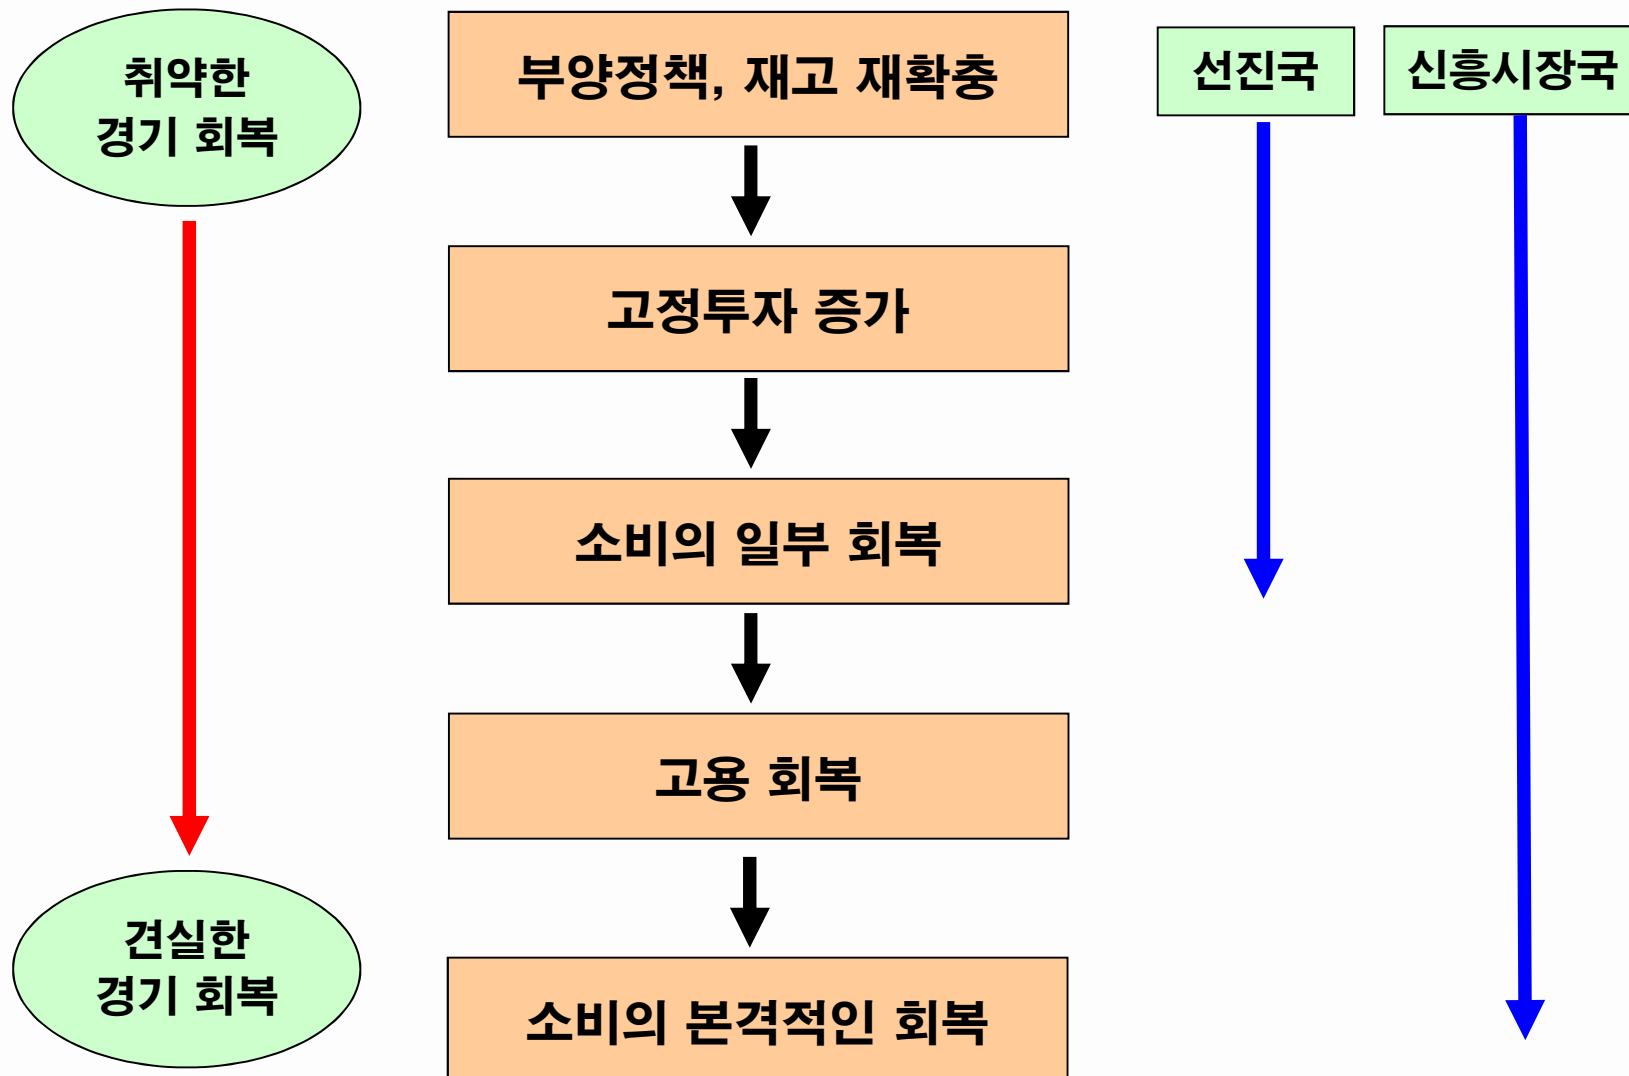 취약한
경기 회복
부양정책, 재고 재확충
선진국
신흥시장국
고정투자 증가
소비의 일부 회복
고용 회복
견실한
경기 회복
소비의 본격적인 회복